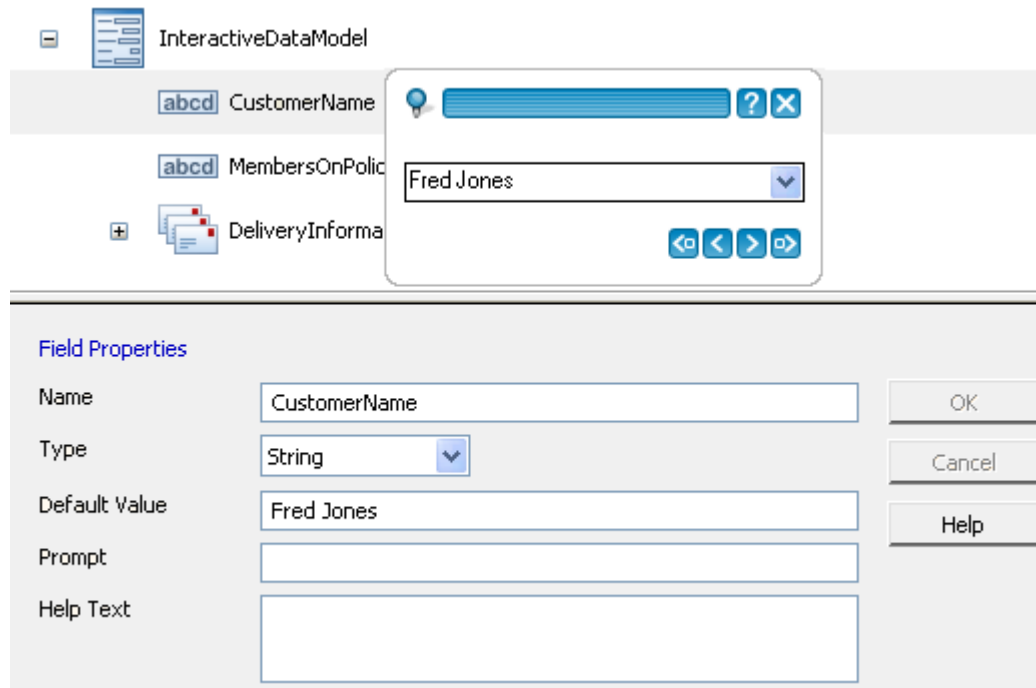 InteractiveDataModel
abcd CustomerName
?
abcd MembersOnPolic
Fred Jones
DeliveryInforma
Field Properties
Name
CustomerName
OK
Type
String
Cancel
Default Value
Fred Jones
Help
Prompt
Help Text